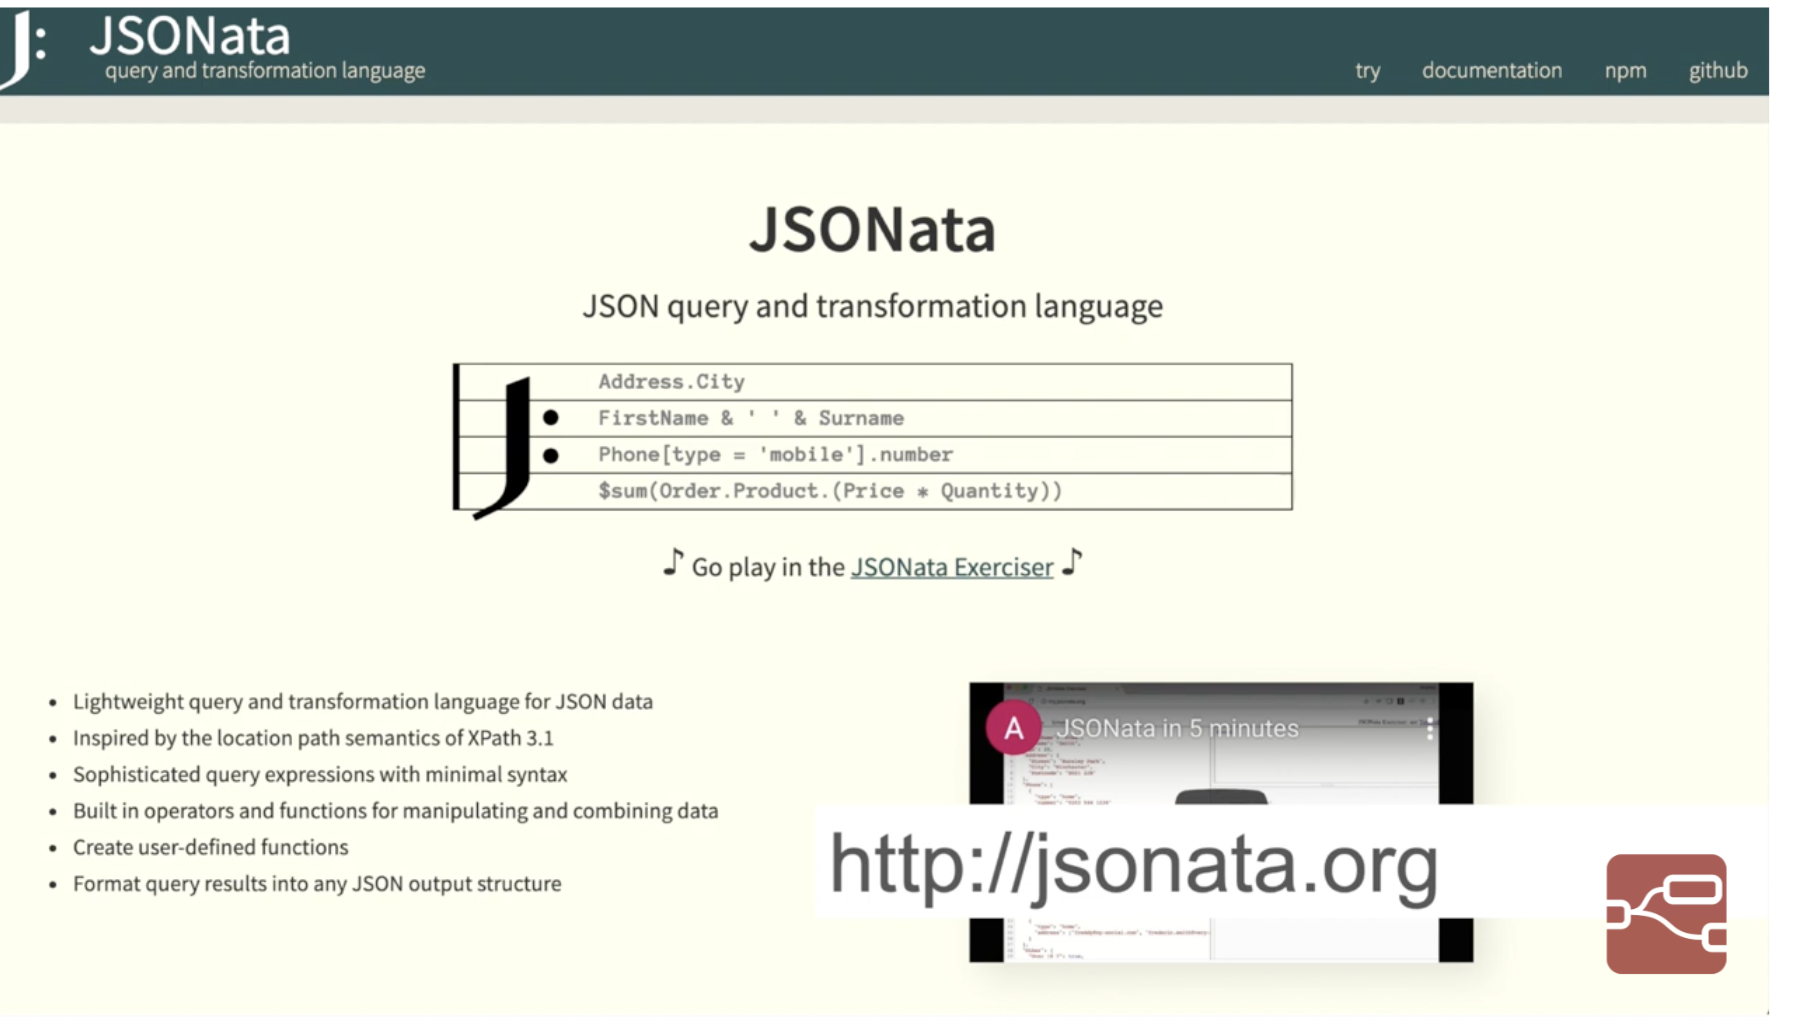 JSONata
query and transformation language
try documentation npm github
JSONata
JSON query and transformation language
Address.City
FirstName & ' ' & Surname
Phone[type = 'mobile'].number
$sum(Order.Product.(Price * Quantity))
♪ Go play in the JSONata Exerciser ♪
• Lightweight query and transformation language for JSON data
• Inspired by the location path semantics of XPath 3.1
• Sophisticated query expressions with minimal syntax
• Built in operators and functions for manipulating and combining data
• Create user-defined functions
• Format query results into any JSON output structure
A JSONata in 5 minutes
http://jsonata.org